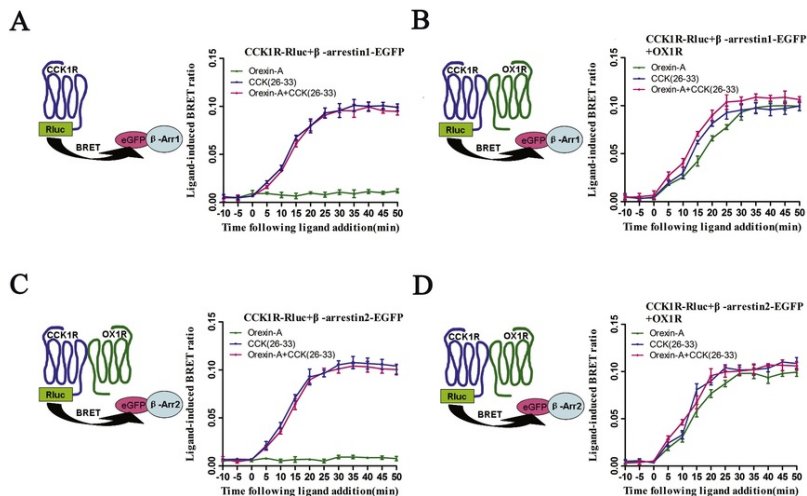 A
CCK1R
Rluc
BRET
eGFP
β-Arr1
CCK1R-Rluc+β -arrestin1-EGFP
Orexin-A
CCK(26-33)
Orexin-A+CCK(26-33)
Ligand-induced BRET ratio
0.15
0.10
0.05
0.00
-10 -5 0 5 10 15 20 25 30 35 40 45 50
Time following ligand addition(min)
B
CCK1R
OX1R
Rluc
BRET
eGFP
β-Arr1
CCK1R-Rluc+β -arrestin1-EGFP
+OX1R
Orexin-A
CCK(26-33)
Orexin-A+CCK(26-33)
Ligand-induced BRET ratio
0.15
0.10
0.05
0.00
-10 -5 0 5 10 15 20 25 30 35 40 45 50
Time following ligand addition(min)
C
CCK1R
OX1R
Rluc
BRET
eGFP
β-Arr2
CCK1R-Rluc+β -arrestin2-EGFP
Orexin-A
CCK(26-33)
Orexin-A+CCK(26-33)
Ligand-induced BRET ratio
0.15
0.10
0.05
0.00
-10 -5 0 5 10 15 20 25 30 35 40 45 50
Time following ligand addition(min)
D
CCK1R
OX1R
Rluc
BRET
eGFP
β-Arr2
CCK1R-Rluc+β -arrestin2-EGFP
+OX1R
Orexin-A
CCK(26-33)
Orexin-A+CCK(26-33)
Ligand-induced BRET ratio
0.15
0.10
0.05
0.00
-10 -5 0 5 10 15 20 25 30 35 40 45 50
Time following ligand addition(min)